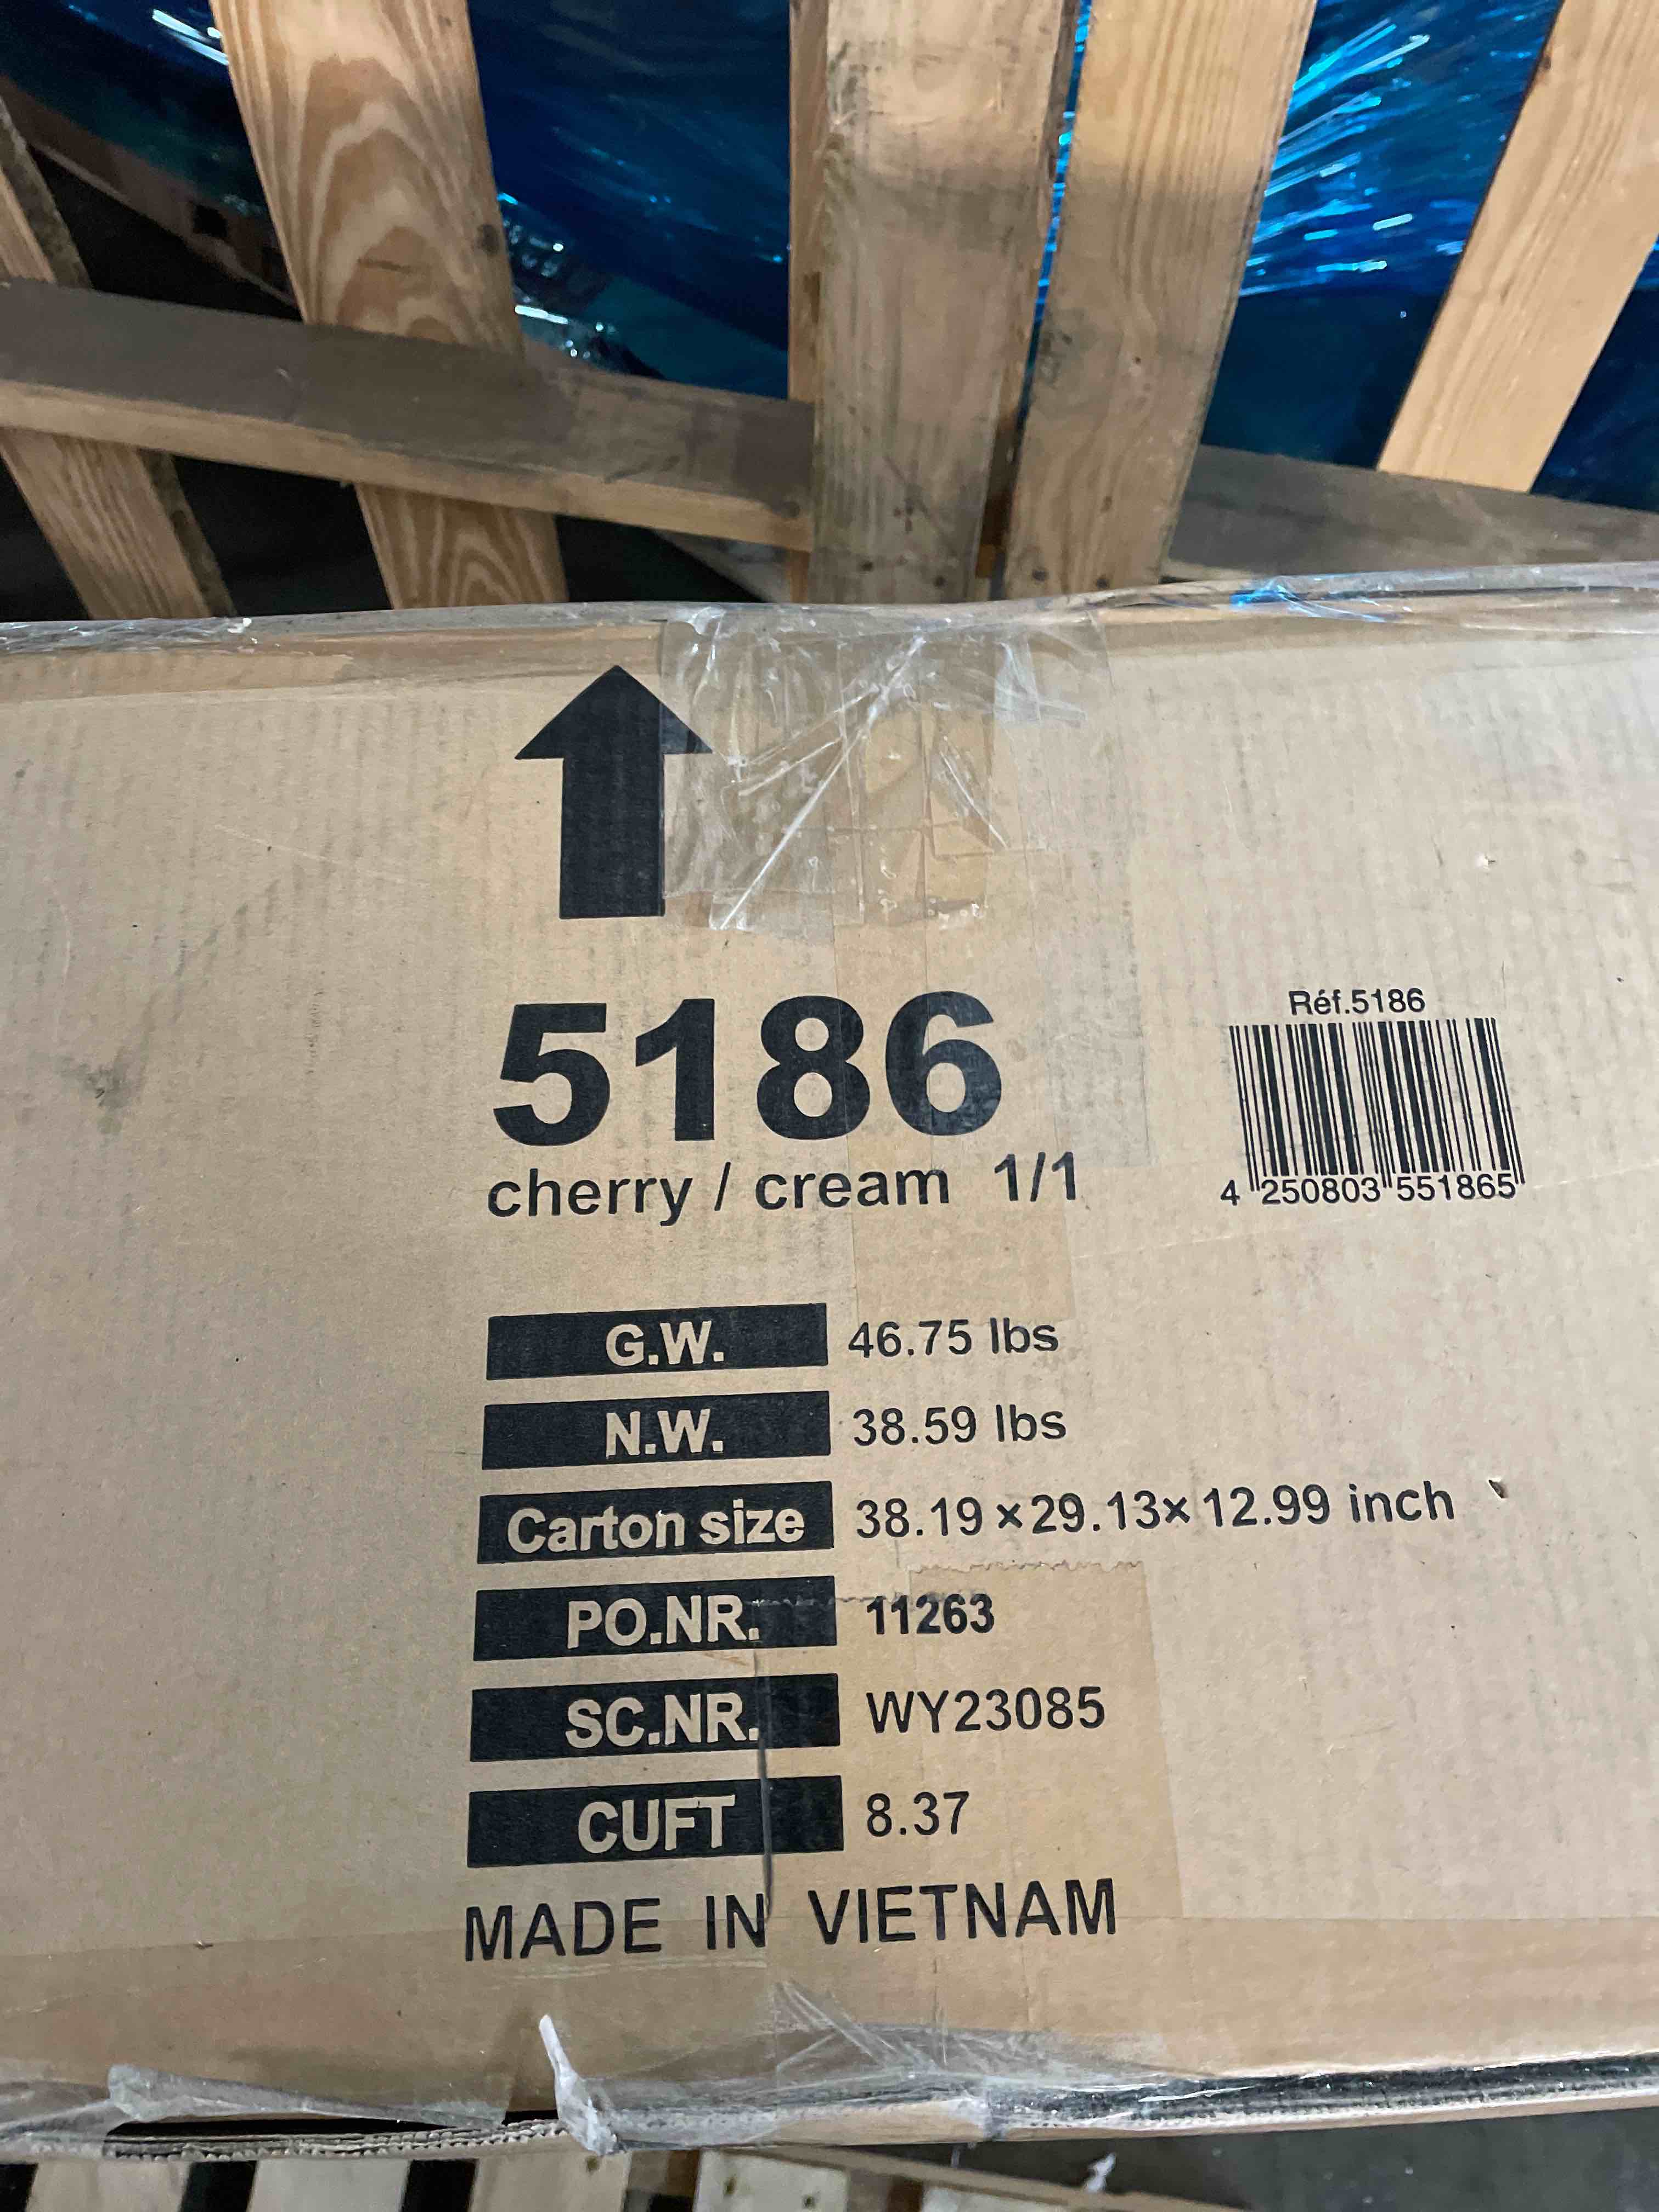 5186
cherry / cream 1/1
Réf.5186
4 250803 551865
G.W. 46.75 lbs
N.W. 38.59 lbs
Carton size 38.19×29.13×12.99 inch
PO.NR. 11263
SC.NR. WY23085
CUFT 8.37
MADE IN VIETNAM